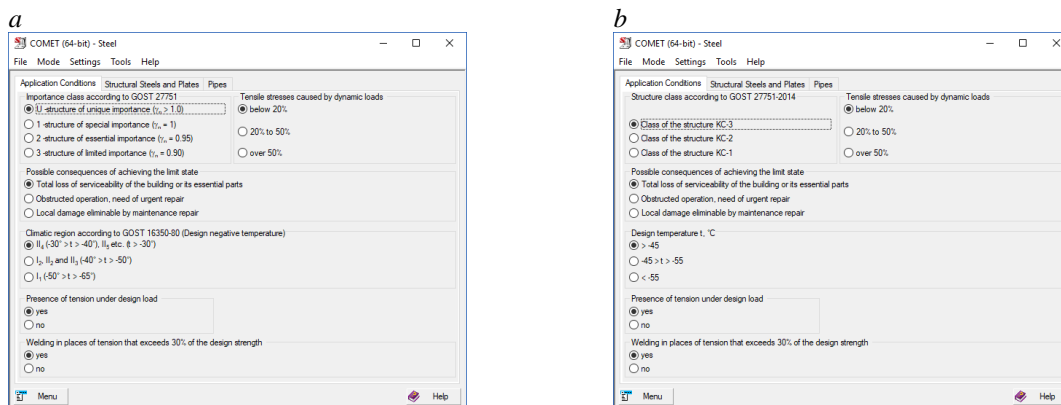 a
COMET (64-bit) - Steel
File Mode Settings Tools Help
Application Conditions Structural Steels and Plates Pipes
Importance class according to GOST 27751
U -structure of unique importance (γn > 1.0)
1 -structure of special importance (γn = 1)
2 -structure of essential importance (γn = 0.95)
3 -structure of limited importance (γn = 0.90)
Tensile stresses caused by dynamic loads
below 20%
20% to 50%
over 50%
Possible consequences of achieving the limit state
Total loss of serviceability of the building or its essential parts
Obstructed operation, need of urgent repair
Local damage eliminable by maintenance repair
Climatic region according to GOST 16350-80 (Design negative temperature)
II4 (-30° > t > -40°), II5 etc. (t > -30°)
I2, II2 and II3 (-40° > t > -50°)
I1 (-50° > t > -65°)
Presence of tension under design load
yes
no
Welding in places of tension that exceeds 30% of the design strength
yes
no
Menu Help
b
COMET (64-bit) - Steel
File Mode Settings Tools Help
Application Conditions Structural Steels and Plates Pipes
Structure class according to GOST 27751-2014
Class of the structure KC-3
Class of the structure KC-2
Class of the structure KC-1
Tensile stresses caused by dynamic loads
below 20%
20% to 50%
over 50%
Possible consequences of achieving the limit state
Total loss of serviceability of the building or its essential parts
Obstructed operation, need of urgent repair
Local damage eliminable by maintenance repair
Design temperature t, °C
> -45
-45 > t > -55
< -55
Presence of tension under design load
yes
no
Welding in places of tension that exceeds 30% of the design strength
yes
no
Menu Help